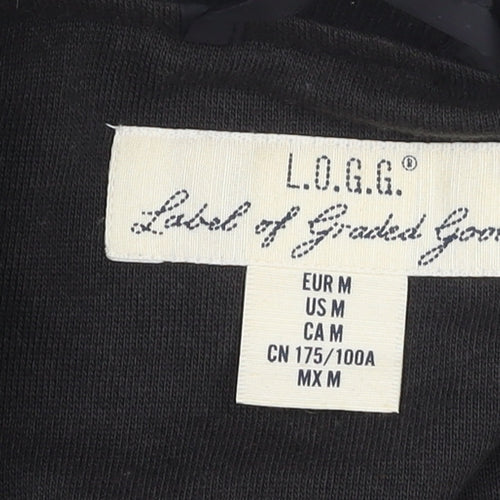 L.O.G.G.®
Label of Graded Goo
EUR M
US M
CA M
CN 175/100A
MX M